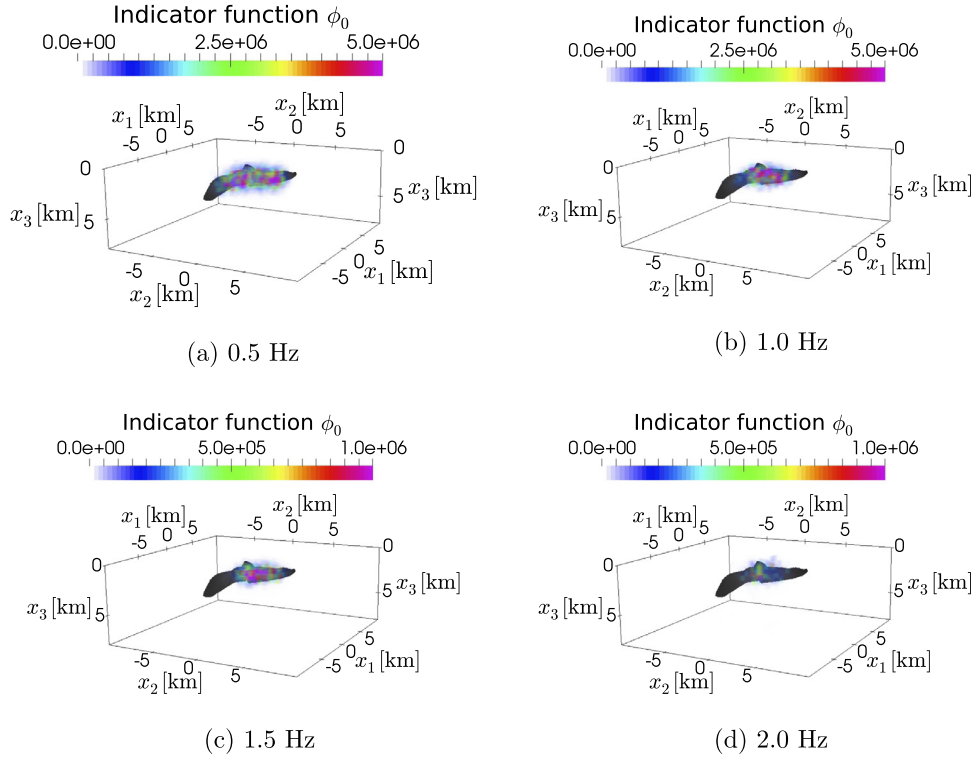 Indicator function ϕ₀
0.0e+00 2.5e+06 5.0e+06
x₂ [km]
x₁ [km]
-5 0 5
-5 0 5
0
0
x₃ [km]
5
5
x₃ [km]
5
0
-5
x₁ [km]
-5 0 5
x₂ [km]
(a) 0.5 Hz
Indicator function ϕ₀
0.0e+00 2.5e+06 5.0e+06
x₂ [km]
x₁ [km]
-5 0 5
-5 0 5
0
0
x₃ [km]
5
5
x₃ [km]
5
0
-5
x₁ [km]
-5 0 5
x₂ [km]
(b) 1.0 Hz
Indicator function ϕ₀
0.0e+00 5.0e+05 1.0e+06
x₂ [km]
x₁ [km]
-5 0 5
-5 0 5
0
0
x₃ [km]
5
5
x₃ [km]
5
0
-5
x₁ [km]
-5 0 5
x₂ [km]
(c) 1.5 Hz
Indicator function ϕ₀
0.0e+00 5.0e+05 1.0e+06
x₂ [km]
x₁ [km]
-5 0 5
-5 0 5
0
0
x₃ [km]
5
5
x₃ [km]
5
0
-5
x₁ [km]
-5 0 5
x₂ [km]
(d) 2.0 Hz